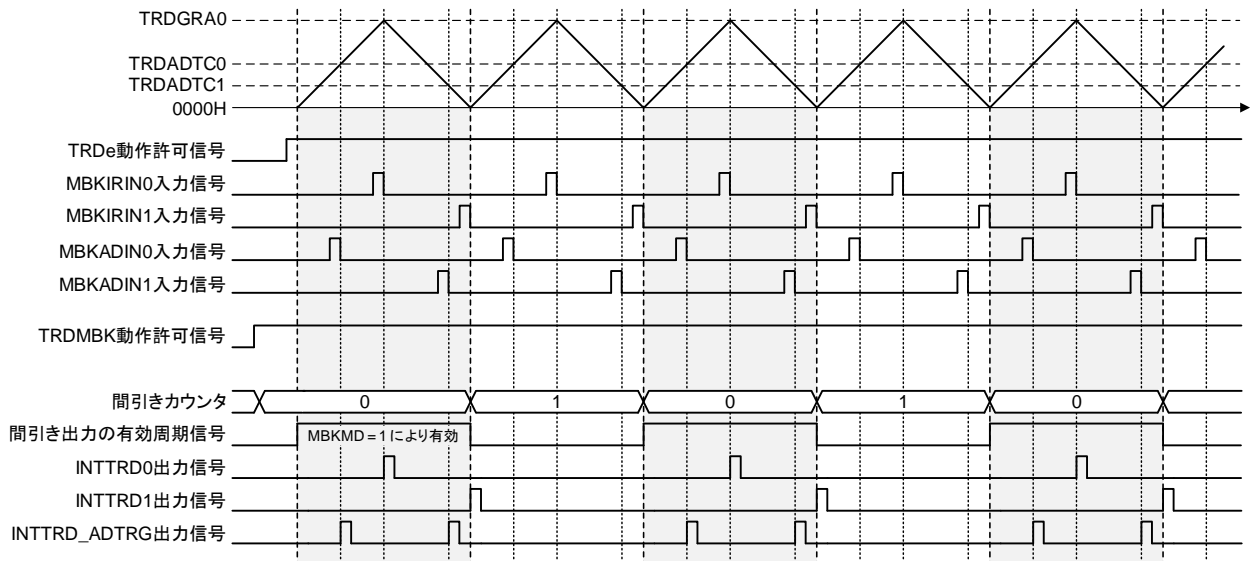 TRDGRA0
TRDADTC0
TRDADTC1
0000H
TRDe動作許可信号
MBKIRIN0入力信号
MBKIRIN1入力信号
MBKADIN0入力信号
MBKADIN1入力信号
TRDMBK動作許可信号
間引きカウンタ 0 1 0 1 0
間引き出力の有効周期信号 MBKMD = 1 により有効
INTTRD0出力信号
INTTRD1出力信号
INTTRD_ADTRG出力信号